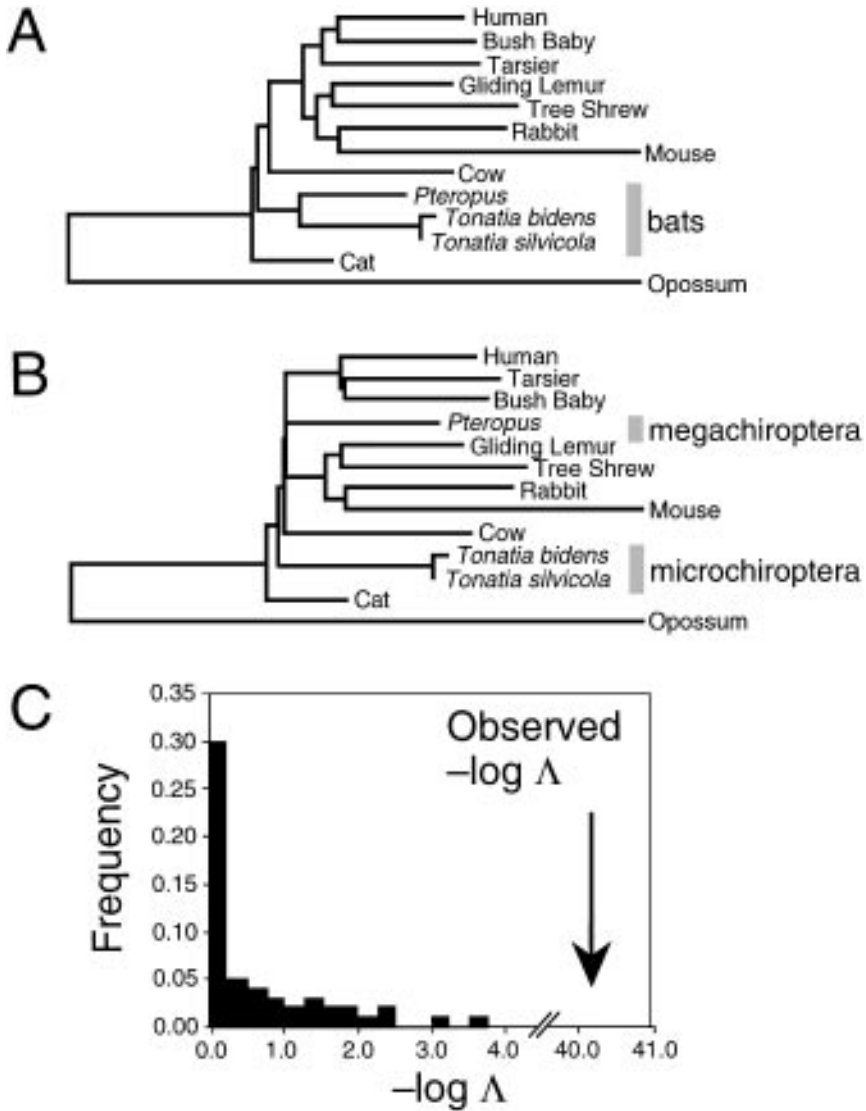 A
Human
Bush Baby
Tarsier
Gliding Lemur
Tree Shrew
Rabbit
Mouse
Cow
Pteropus
Tonatia bidens
Tonatia silvicola
bats
Cat
Opossum
B
Human
Tarsier
Bush Baby
Pteropus
megachiroptera
Gliding Lemur
Tree Shrew
Rabbit
Mouse
Cow
Tonatia bidens
Tonatia silvicola
microchiroptera
Cat
Opossum
C
Observed
–log Λ
Frequency
0.35
0.30
0.25
0.20
0.15
0.10
0.05
0.00
0.0 1.0 2.0 3.0 4.0 40.0 41.0
–log Λ